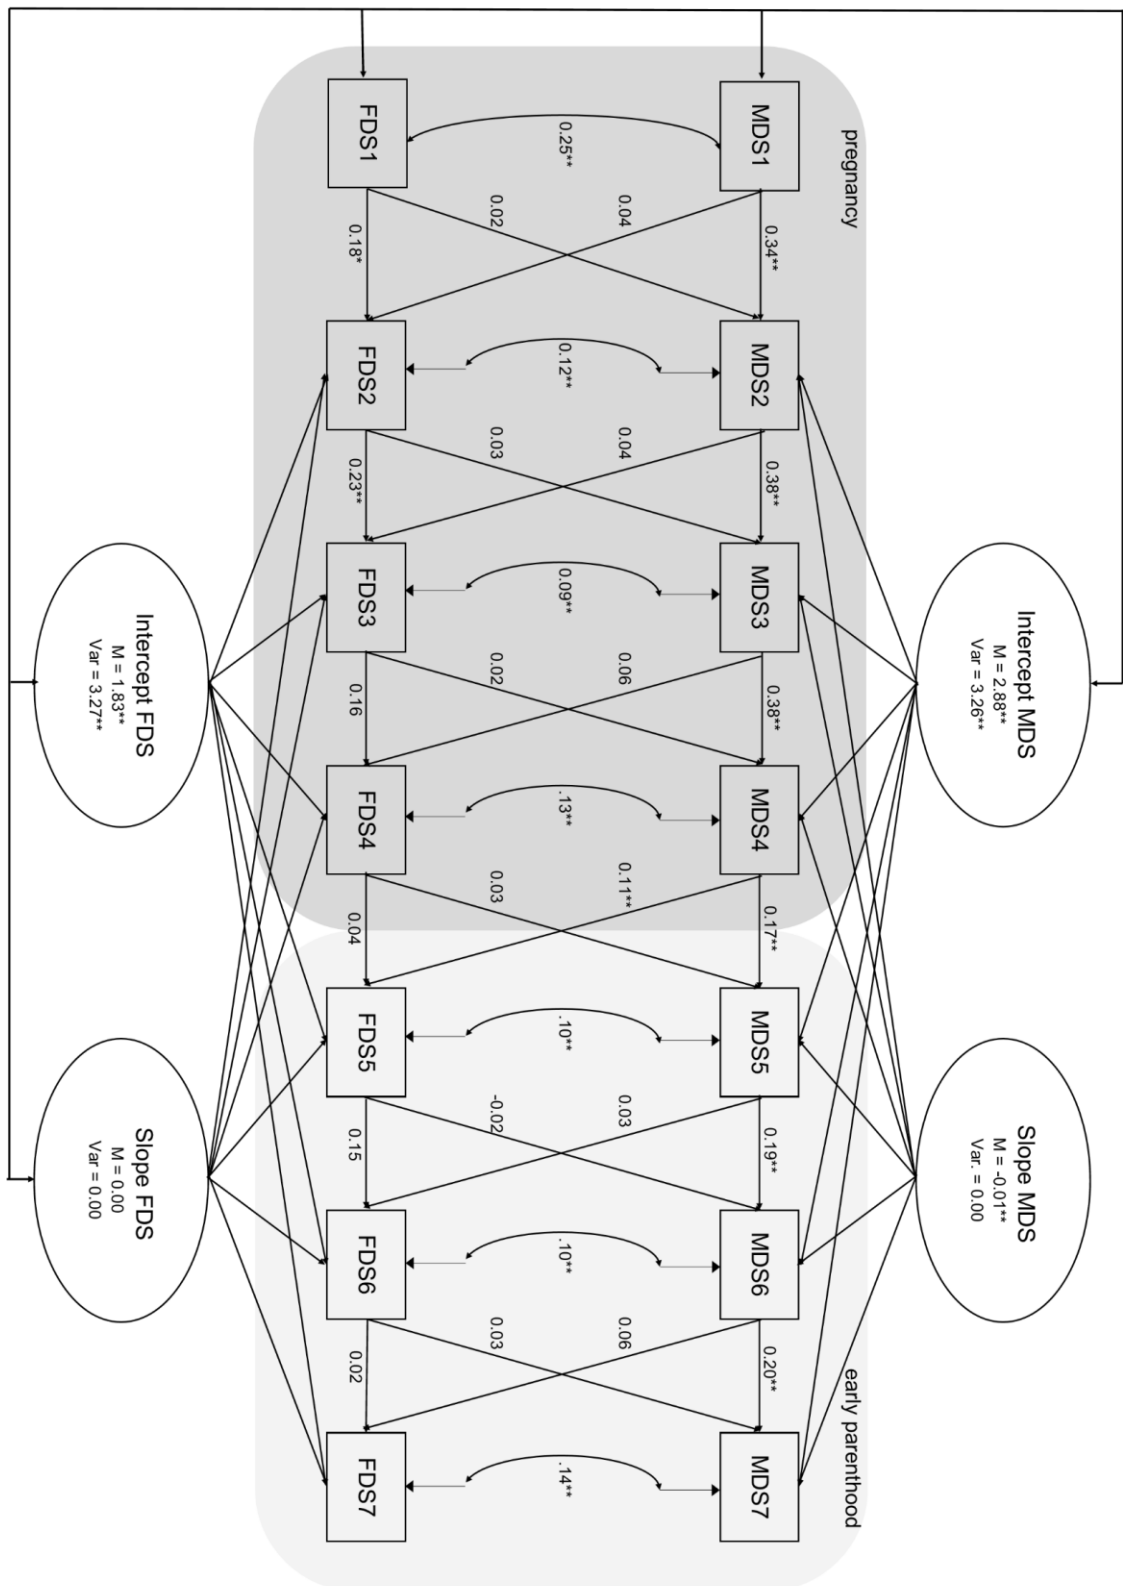 Intercept MDS
M = 2.88**
Var = 3.26**
Slope MDS
M = -0.01**
Var. = 0.00
pregnancy
early parenthood
MDS1
0.34**
MDS2
0.38**
MDS3
0.38**
MDS4
0.17**
MDS5
0.19**
MDS6
0.20**
MDS7
0.04
0.04
0.06
0.11**
0.03
0.06
0.25**
0.12**
0.09**
.13**
.10**
.10**
.14**
0.02
0.03
0.02
0.03
-0.02
0.03
FDS1
0.18*
FDS2
0.23**
FDS3
0.16
FDS4
0.04
FDS5
0.15
FDS6
0.02
FDS7
Intercept FDS
M = 1.83**
Var = 3.27**
Slope FDS
M = 0.00
Var = 0.00